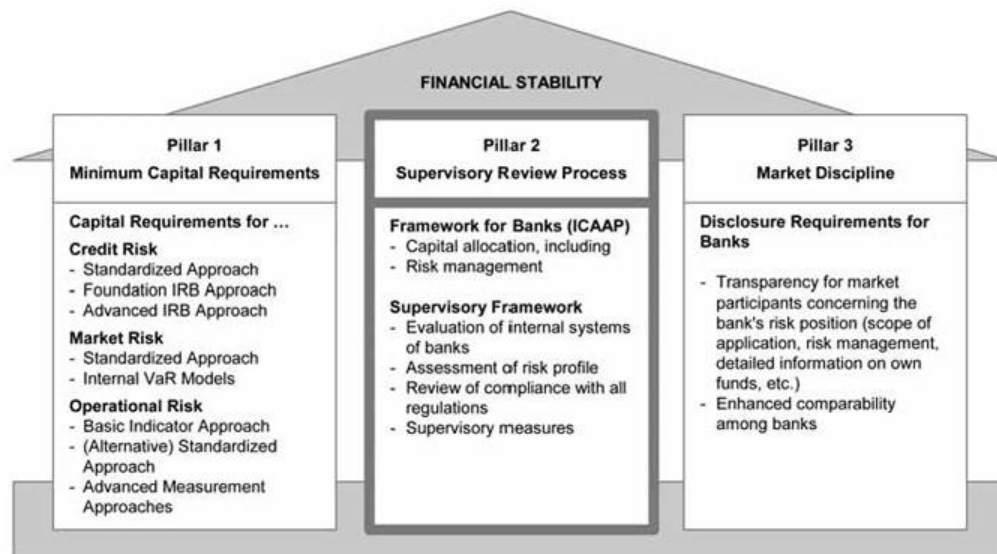 FINANCIAL STABILITY
Pillar 1
Minimum Capital Requirements
Capital Requirements for ...
Credit Risk
- Standardized Approach
- Foundation IRB Approach
- Advanced IRB Approach
Market Risk
- Standardized Approach
- Internal VaR Models
Operational Risk
- Basic Indicator Approach
- (Alternative) Standardized
Approach
- Advanced Measurement
Approaches
Pillar 2
Supervisory Review Process
Framework for Banks (ICAAP)
- Capital allocation, including
- Risk management
Supervisory Framework
- Evaluation of internal systems
of banks
- Assessment of risk profile
- Review of compliance with all
regulations
- Supervisory measures
Pillar 3
Market Discipline
Disclosure Requirements for
Banks
- Transparency for market
participants concerning the
bank's risk position (scope of
application, risk management,
detailed information on own
funds, etc.)
- Enhanced comparability
among banks